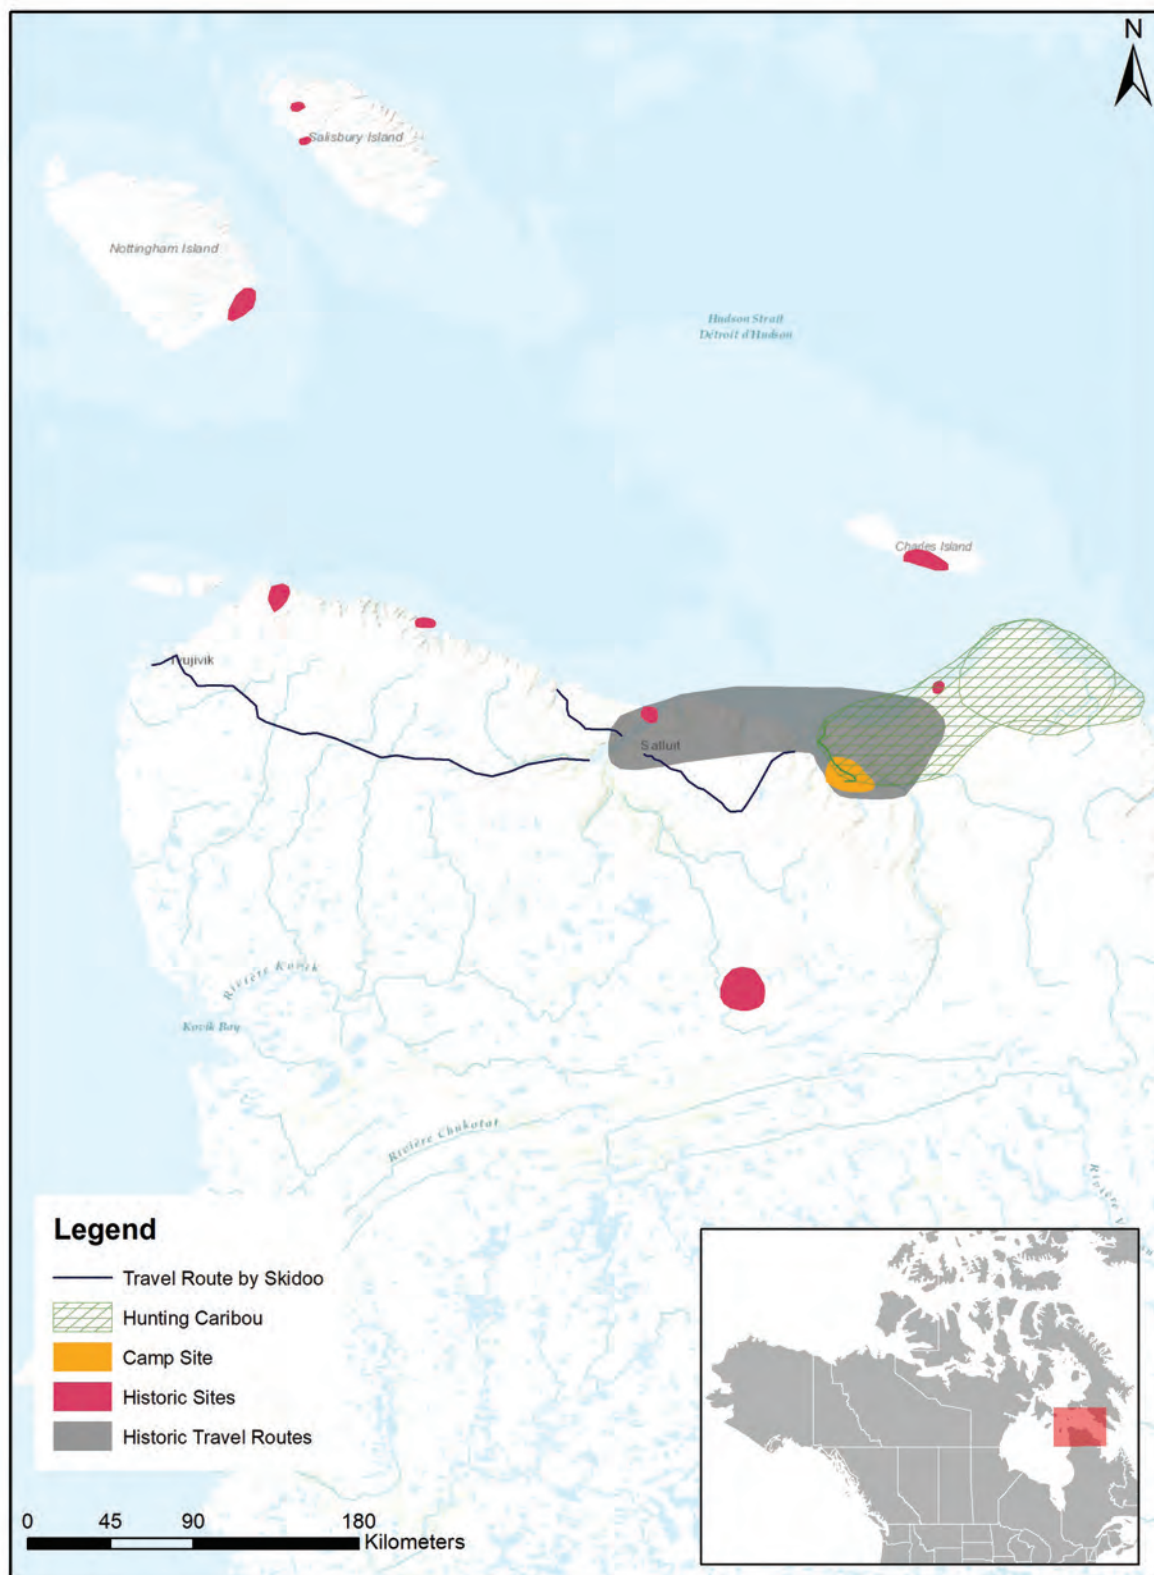 N
Salisbury Island
Nottingham Island
Hudson Strait
Détroit d'Hudson
Charles Island
Ivujivik
Salluit
Rivière Kovik
Kovik Bay
Rivière Chukotat
Rivière
Legend
Travel Route by Skidoo
Hunting Caribou
Camp Site
Historic Sites
Historic Travel Routes
0 45 90 180
Kilometers